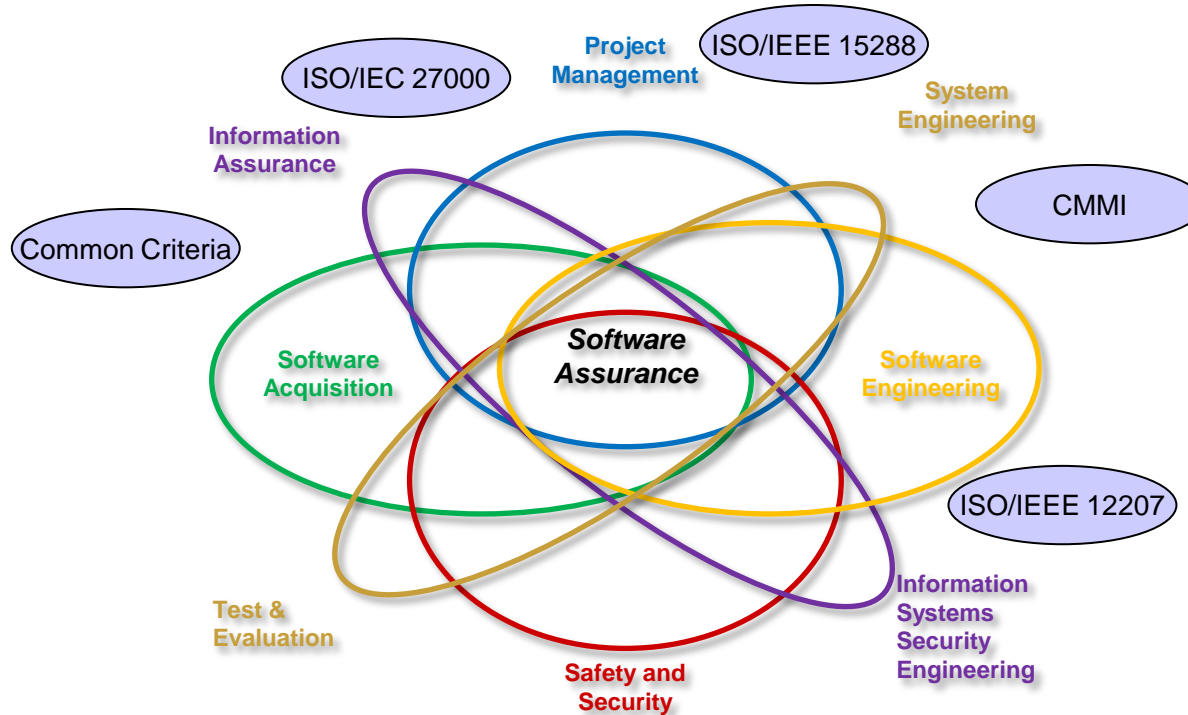 Project
Management
ISO/IEEE 15288
ISO/IEC 27000
System
Engineering
Information
Assurance
CMMI
Common Criteria
Software
Assurance
Software
Acquisition
Software
Engineering
ISO/IEEE 12207
Test &
Evaluation
Information
Systems
Security
Engineering
Safety and
Security